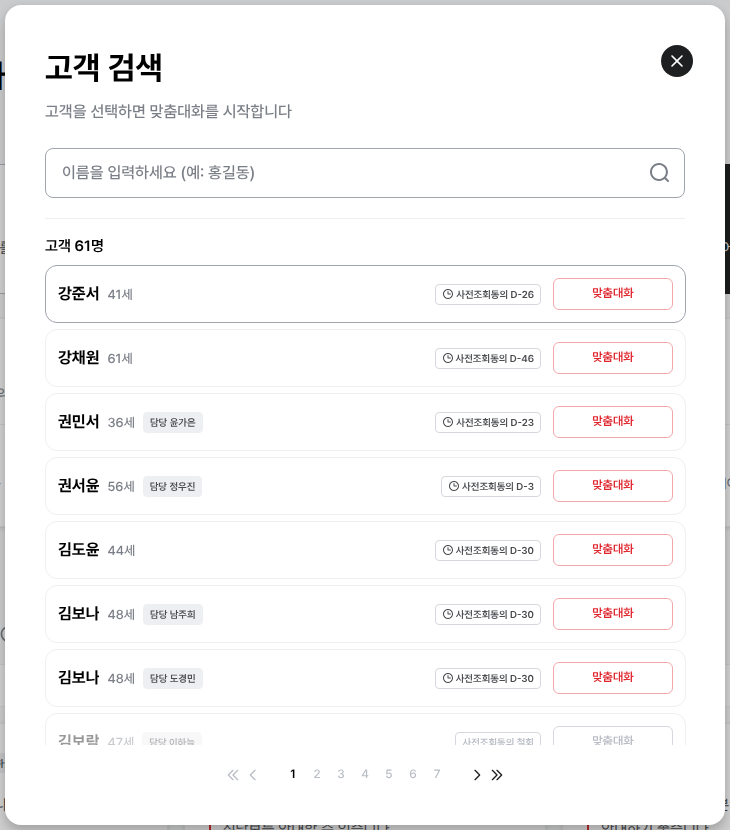 고객 검색
고객을 선택하면 맞춤대화를 시작합니다
이름을 입력하세요 (예: 홍길동)
고객 61명
강준서 41세 사전조회동의 D-26 맞춤대화
강채원 61세 사전조회동의 D-46 맞춤대화
권민서 36세 담당 윤가은 사전조회동의 D-23 맞춤대화
권서윤 56세 담당 정우진 사전조회동의 D-3 맞춤대화
김도윤 44세 사전조회동의 D-30 맞춤대화
김보나 48세 담당 남주희 사전조회동의 D-30 맞춤대화
김보나 48세 담당 도경민 사전조회동의 D-30 맞춤대화
김보람 47세 담당 이하늘 사전조회동의 철회 맞춤대화
1 2 3 4 5 6 7